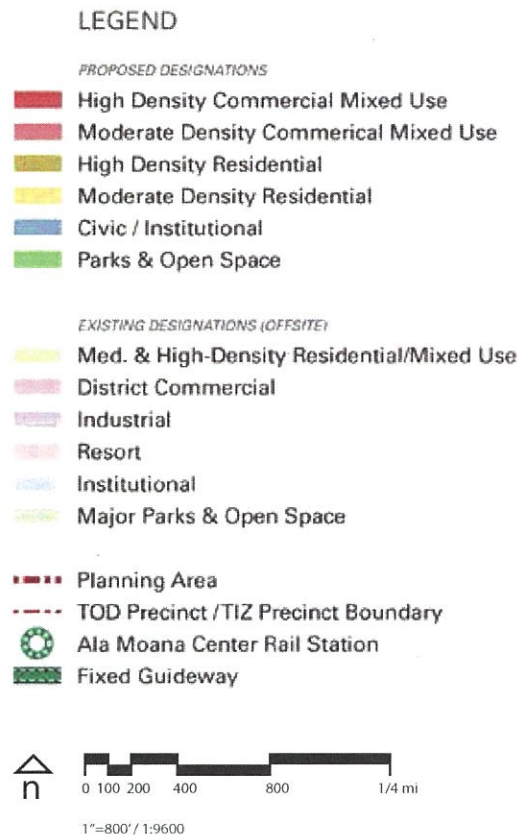 LEGEND
PROPOSED DESIGNATIONS
High Density Commercial Mixed Use
Moderate Density Commerical Mixed Use
High Density Residential
Moderate Density Residential
Civic / Institutional
Parks & Open Space
EXISTING DESIGNATIONS (OFFSITE)
Med. & High-Density Residential/Mixed Use
District Commercial
Industrial
Resort
Institutional
Major Parks & Open Space
Planning Area
TOD Precinct / TIZ Precinct Boundary
Ala Moana Center Rail Station
Fixed Guideway
n
0 100 200 400 800 1/4 mi
1"=800' / 1:9600